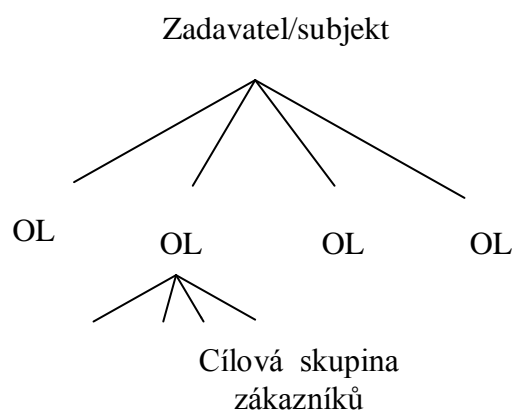 Zadavatel/subjekt
OL OL OL OL
Cílová skupina
zákazníků